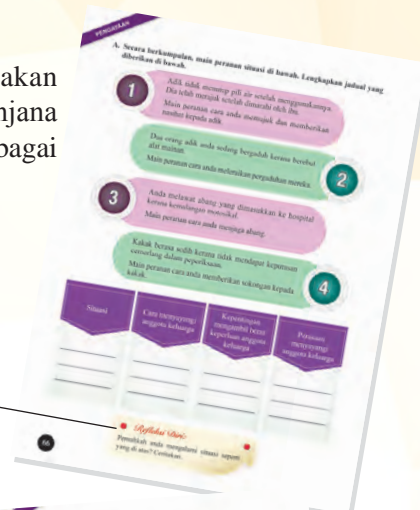 akan
njana
bagai
PENGAYAAN
A. Secara berkumpulan, main peranan situasi di bawah. Lengkapkan jadual yang
diberikan di bawah.
1
Adik tidak menutup pili air setelah menggunakannya.
Dia telah merajuk setelah dimarahi oleh ibu.
Main peranan cara anda memujuk dan memberikan
nasihat kepada adik.
Dua orang adik anda sedang bergaduh kerana berebut
alat mainan.
Main peranan cara anda meleraikan pergaduhan mereka.
2
3
Anda melawat abang yang dimasukkan ke hospital
kerana kemalangan motosikal.
Main peranan cara anda menjaga abang.
Kakak berasa sedih kerana tidak mendapat keputusan
cemerlang dalam peperiksaan.
Main peranan cara anda memberikan sokongan kepada
kakak.
4
Situasi
Cara menyayangi
anggota keluarga
Kepentingan
mengambil berat
keperluan anggota
keluarga
Perasaan
menyayangi
anggota keluarga
Refleksi Diri
Pernahkah anda mengalami situasi seperti
yang di atas? Ceritakan.
66